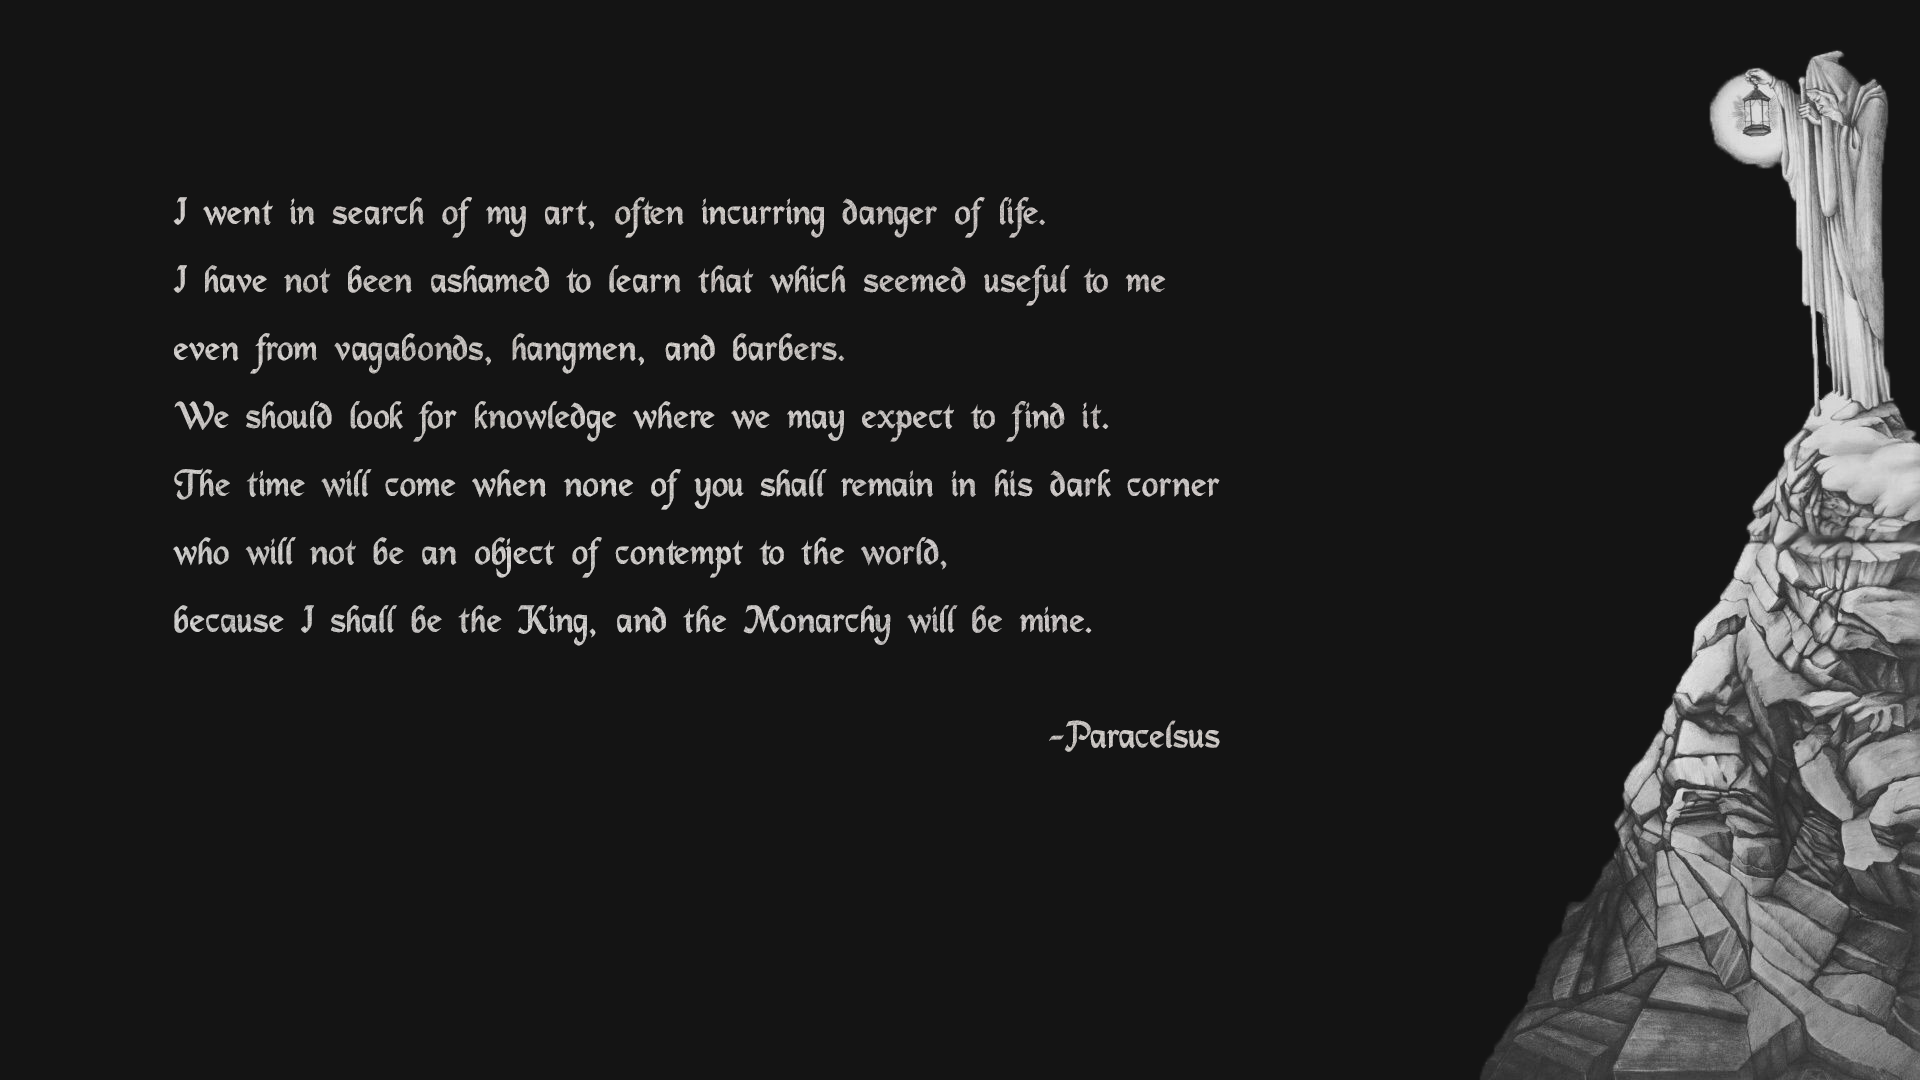 I went in search of my art, often incurring danger of life.
I have not been ashamed to learn that which seemed useful to me
even from vagabonds, hangmen, and barbers.
We should look for knowledge where we may expect to find it.
The time will come when none of you shall remain in his dark corner
who will not be an object of contempt to the world,
because I shall be the King, and the Monarchy will be mine.
-Paracelsus